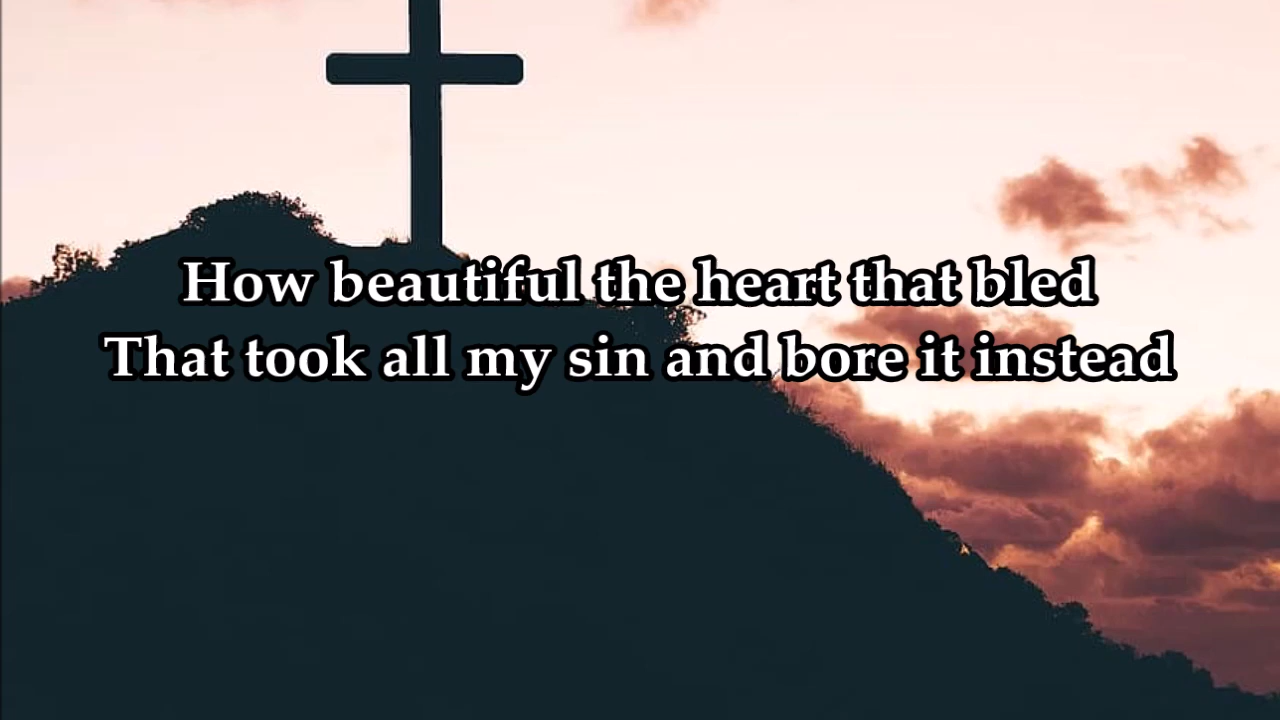 How beautiful the heart that bled
That took all my sin and bore it instead